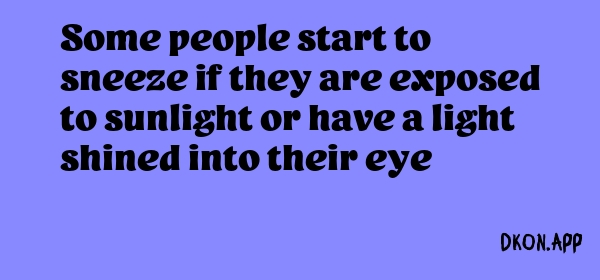 Some people start to
sneeze if they are exposed
to sunlight or have a light
shined into their eye
DKON.APP